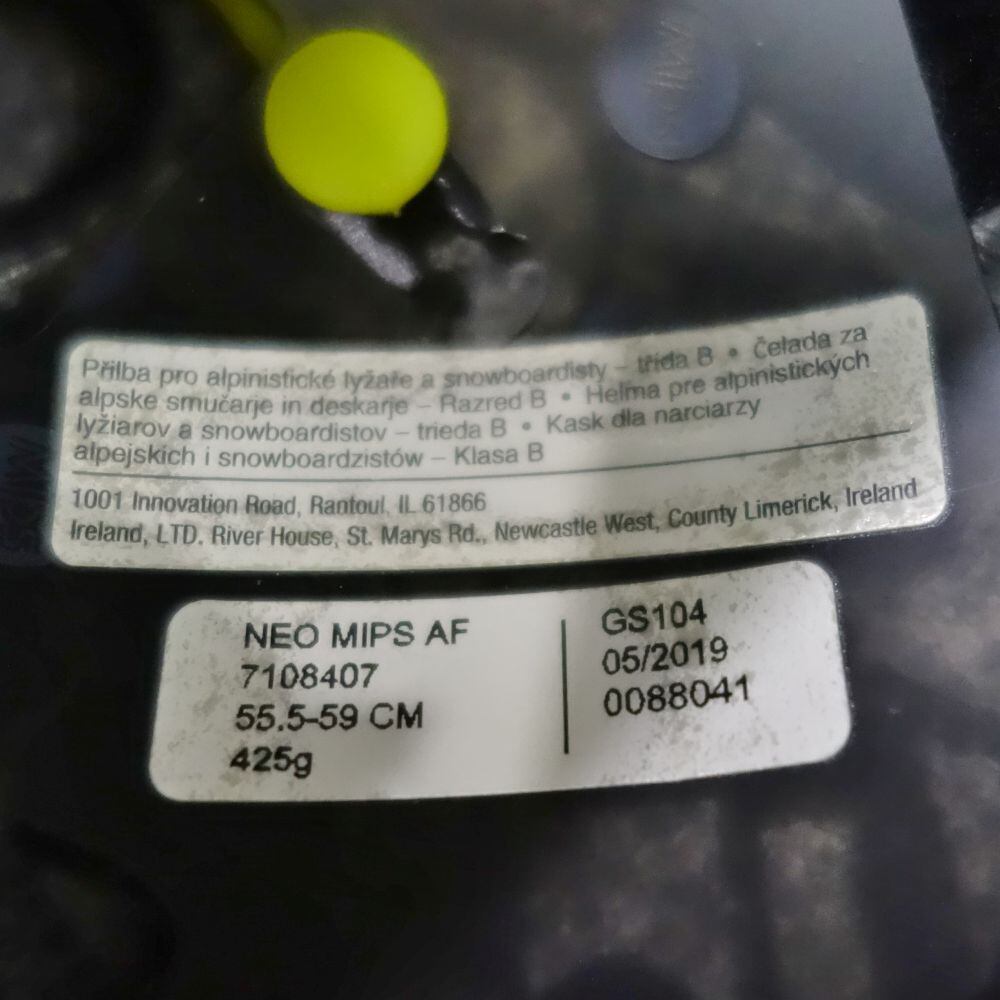 Přilba pro alpinistické lyžaře a snowboardisty – třída B • Čelada za
alpske smučarje in deskarje – Razred B • Helma pre alpinistických
lyžiarov a snowboardistov – trieda B • Kask dla narciarzy
alpejskich i snowboardzistów – Klasa B
1001 Innovation Road, Rantoul, IL 61866
Ireland, LTD. River House, St. Marys Rd., Newcastle West, County Limerick, Ireland
NEO MIPS AF
7108407
55.5-59 CM
425g
GS104
05/2019
0088041